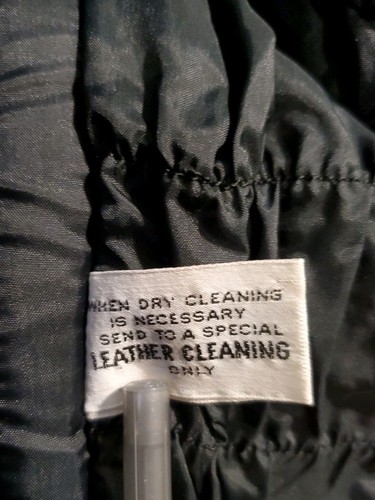 WHEN DRY CLEANING
IS NECESSARY
SEND TO A SPECIAL
LEATHER CLEANING
ONLY